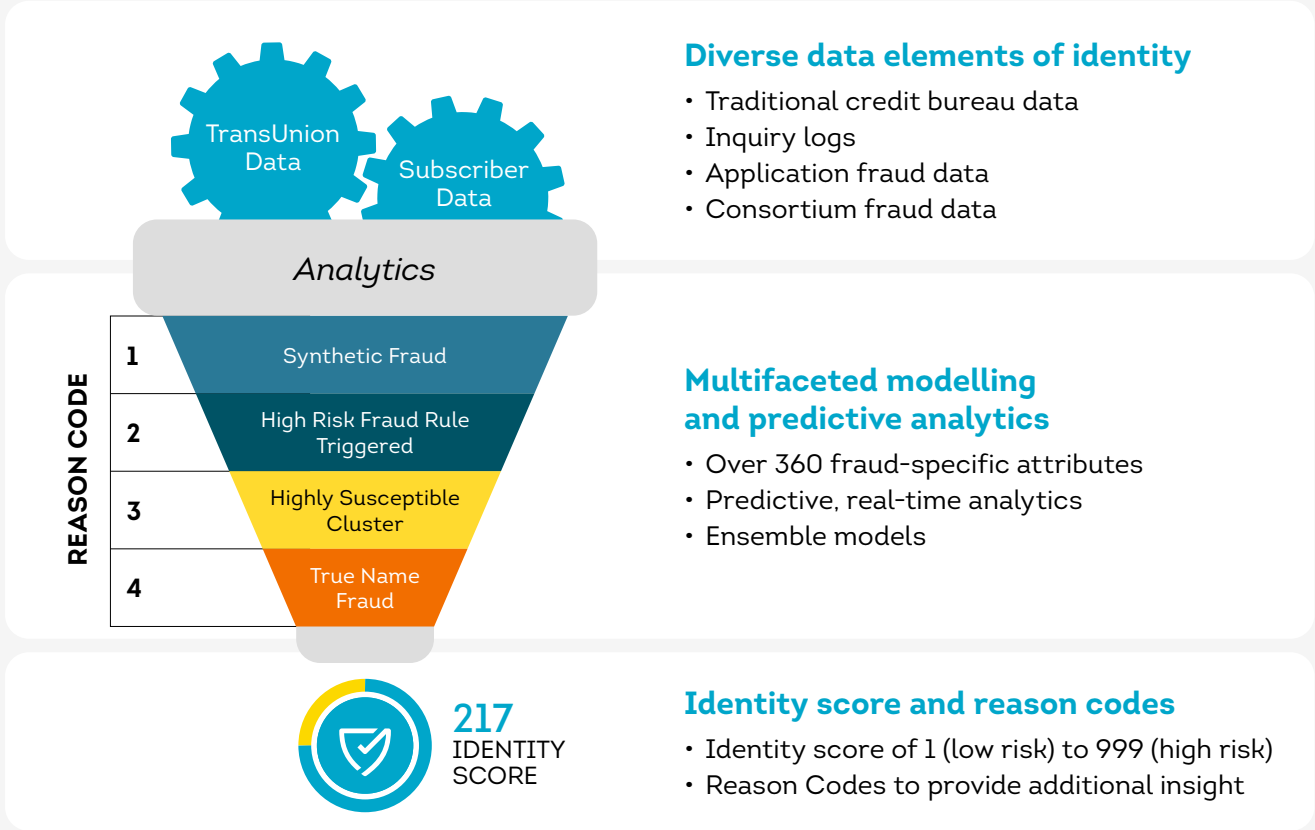 TransUnion
Data
Subscriber
Data
Diverse data elements of identity
• Traditional credit bureau data
• Inquiry logs
• Application fraud data
• Consortium fraud data
Analytics
REASON CODE
1
Synthetic Fraud
2
High Risk Fraud Rule
Triggered
3
Highly Susceptible
Cluster
4
True Name
Fraud
Multifaceted modelling
and predictive analytics
• Over 360 fraud-specific attributes
• Predictive, real-time analytics
• Ensemble models
217
IDENTITY
SCORE
Identity score and reason codes
• Identity score of 1 (low risk) to 999 (high risk)
• Reason Codes to provide additional insight